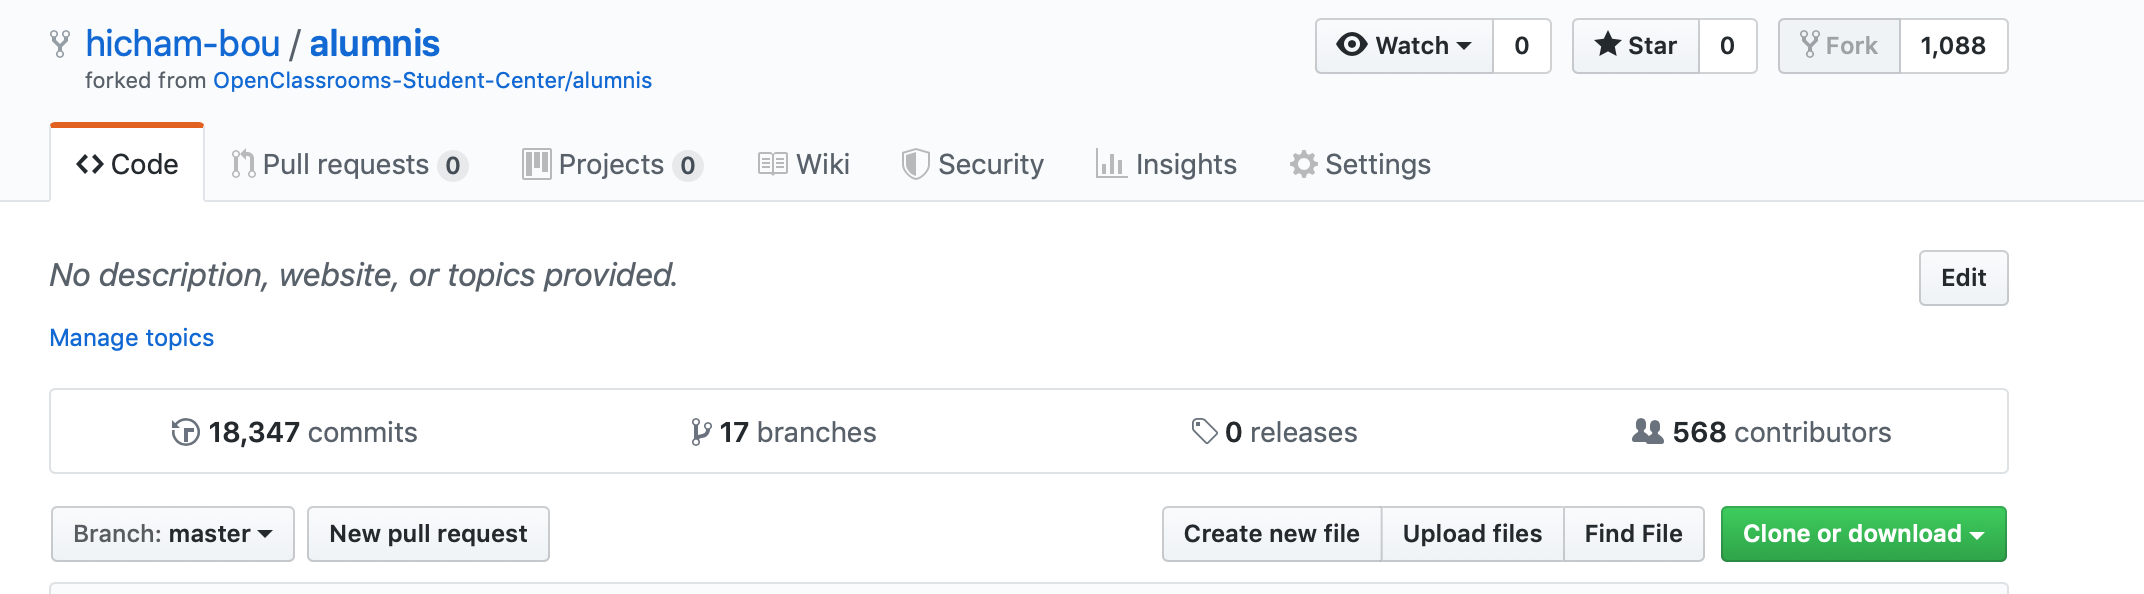 hicham-bou / alumnis
Watch 0 Star 0 Fork 1,088
forked from OpenClassrooms-Student-Center/alumnis
Code Pull requests 0 Projects 0 Wiki Security Insights Settings
No description, website, or topics provided.
Edit
Manage topics
18,347 commits 17 branches 0 releases 568 contributors
Branch: master New pull request Create new file Upload files Find File Clone or download